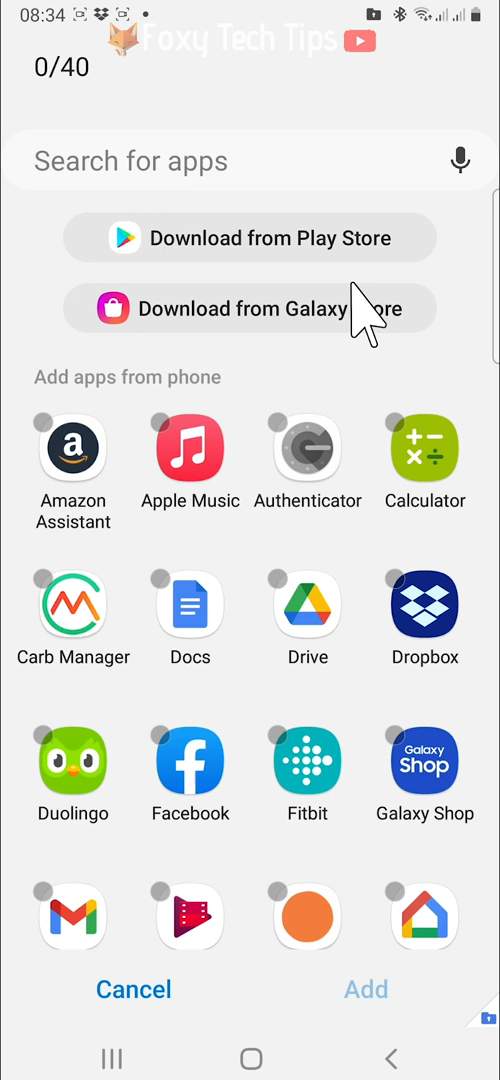 08:34
Foxy Tech Tips
0/40
Search for apps
Download from Play Store
Download from Galaxy Store
Add apps from phone
a
Amazon Assistant
Apple Music
Authenticator
Calculator
Carb Manager
Docs
Drive
Dropbox
Galaxy Shop
Duolingo
Facebook
Fitbit
Galaxy Shop
Cancel
Add